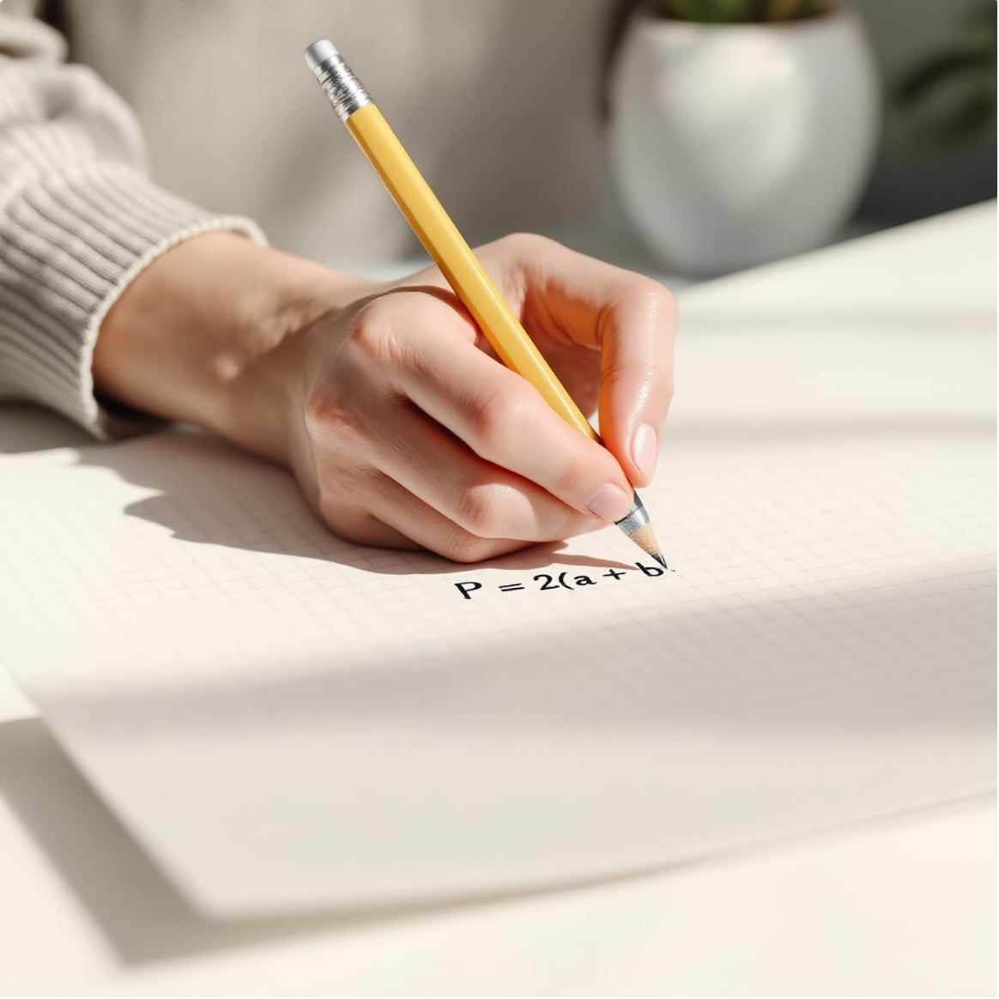 P = 2(a + b